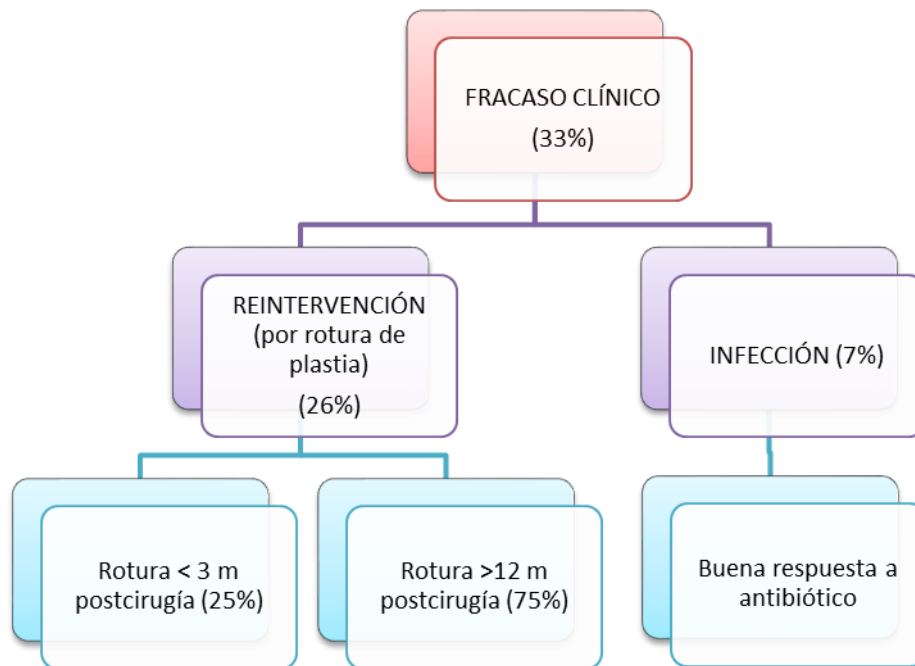 FRACASO CLÍNICO
(33%)
REINTERVENCIÓN
(por rotura de
plastia)
(26%)
INFECCIÓN (7%)
Rotura < 3 m
postcirugía (25%)
Rotura >12 m
postcirugía (75%)
Buena respuesta a
antibiótico